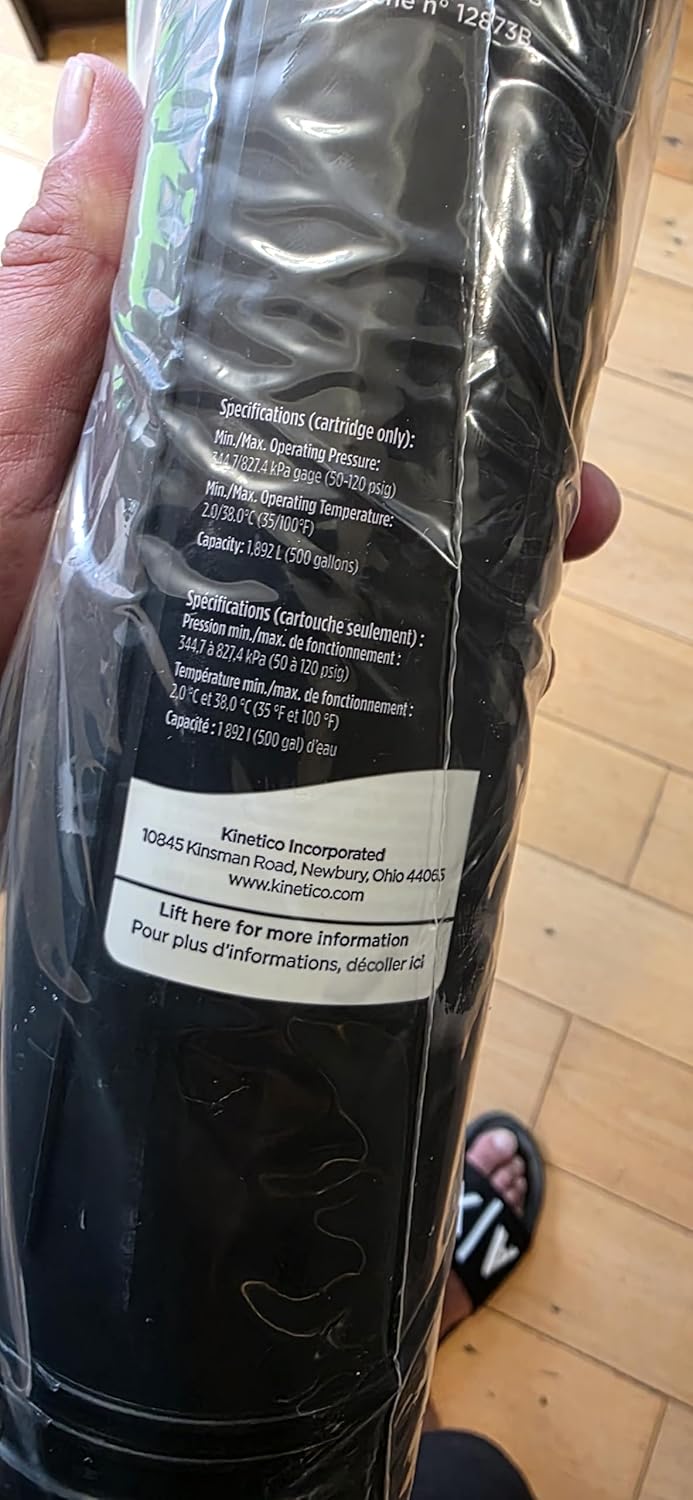 n° 12873B
Specifications (cartridge only):
Min./Max. Operating Pressure:
344.7/827.4 kPa gage (50-120 psig)
Min./Max. Operating Temperature:
2.0/38.0°C (35/100°F)
Capacity: 1,892 L (500 gallons)
Spécifications (cartouche seulement) :
Pression min./max. de fonctionnement :
344,7 à 827,4 kPa (50 à 120 psig)
Température min./max. de fonctionnement :
2,0 °C et 38,0 °C (35 °F et 100 °F)
Capacité : 1 892 l (500 gal) d'eau
Kinetico Incorporated
10845 Kinsman Road, Newbury, Ohio 44065
www.kinetico.com
Lift here for more information
Pour plus d'informations, décoller ici
A|X